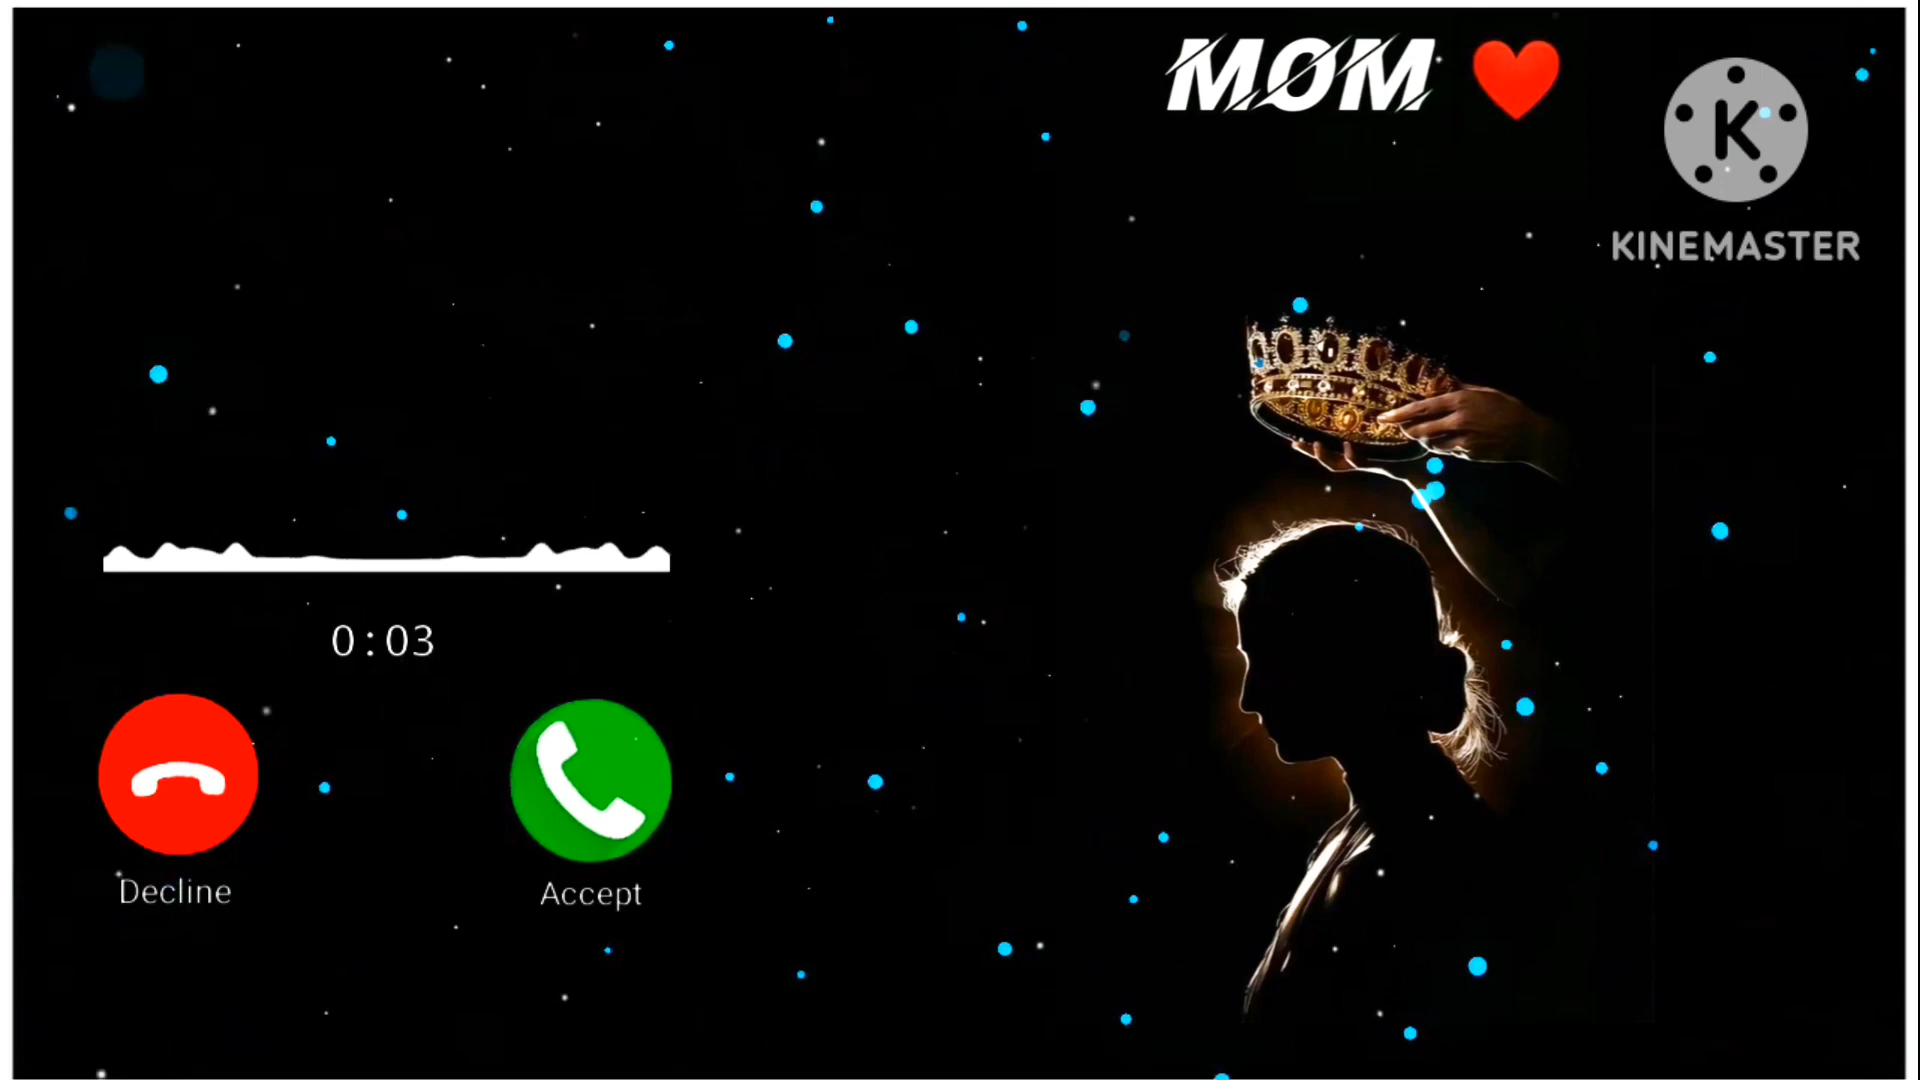 MOM ❤️
K
KINEMASTER
0:03
Decline
Accept